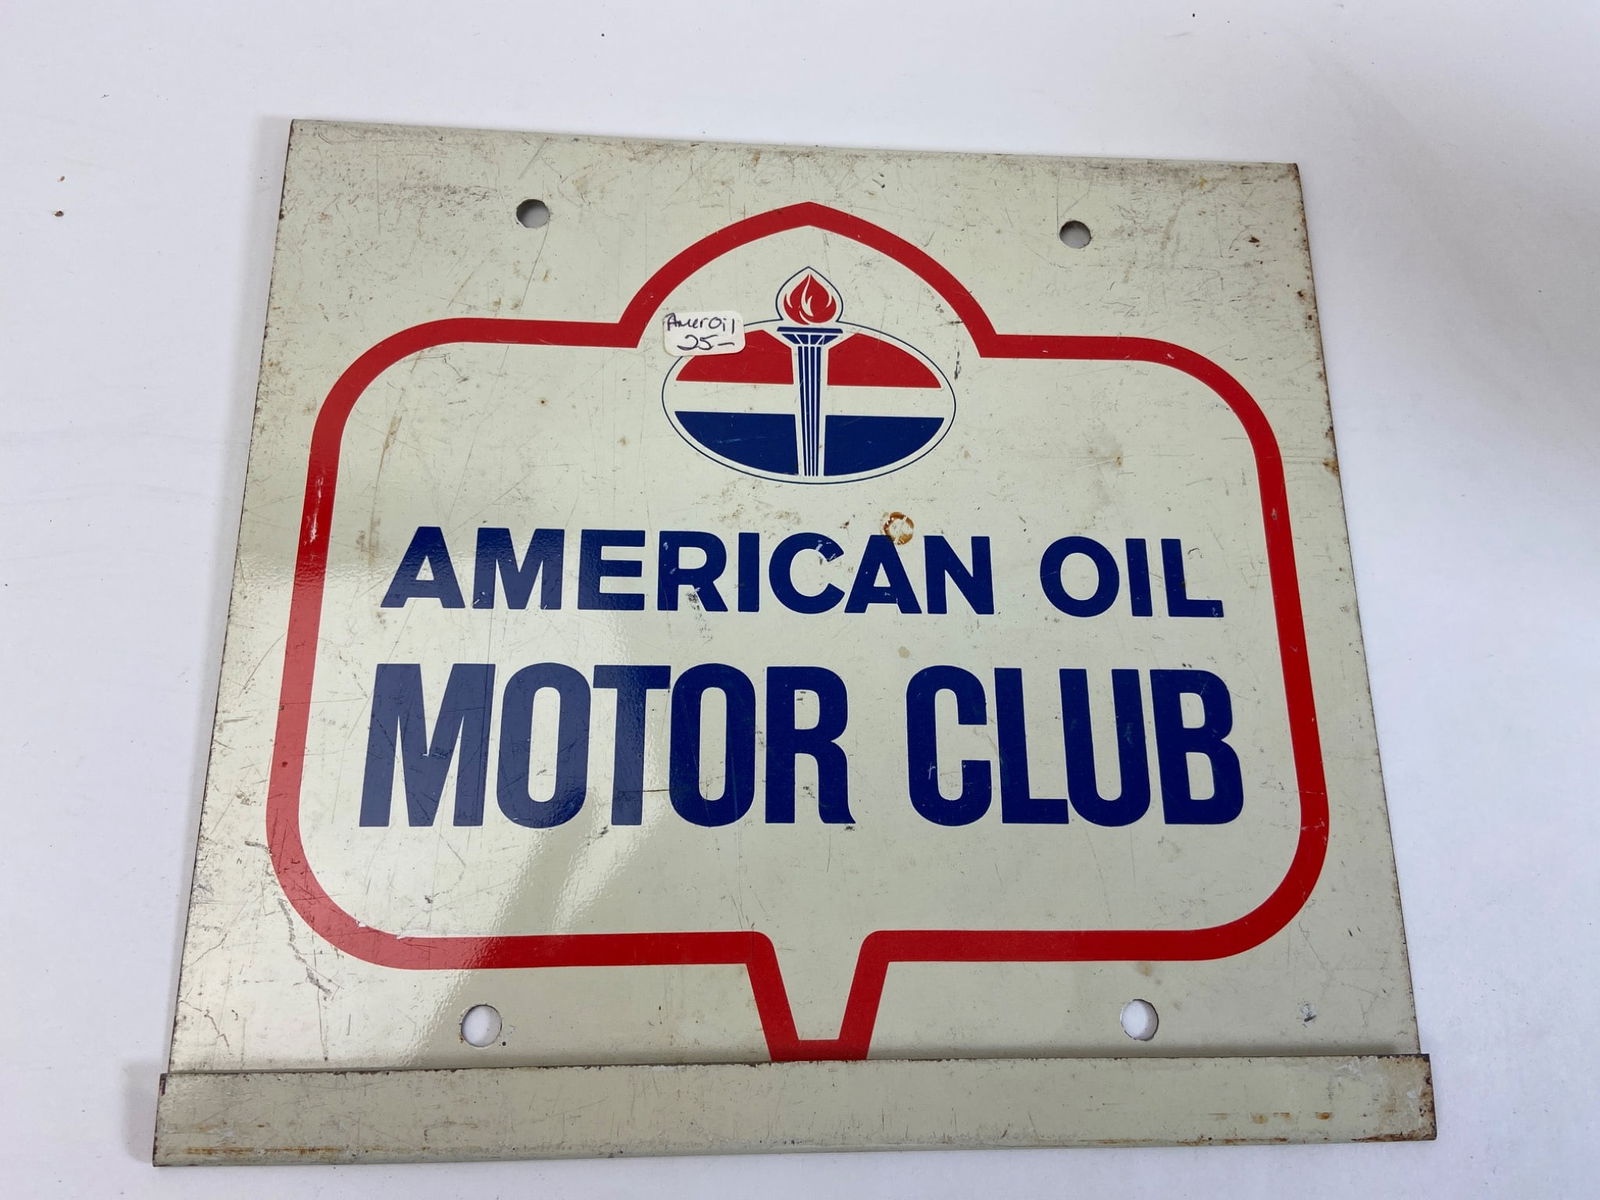 AmerOil
25-
AMERICAN OIL
MOTOR CLUB